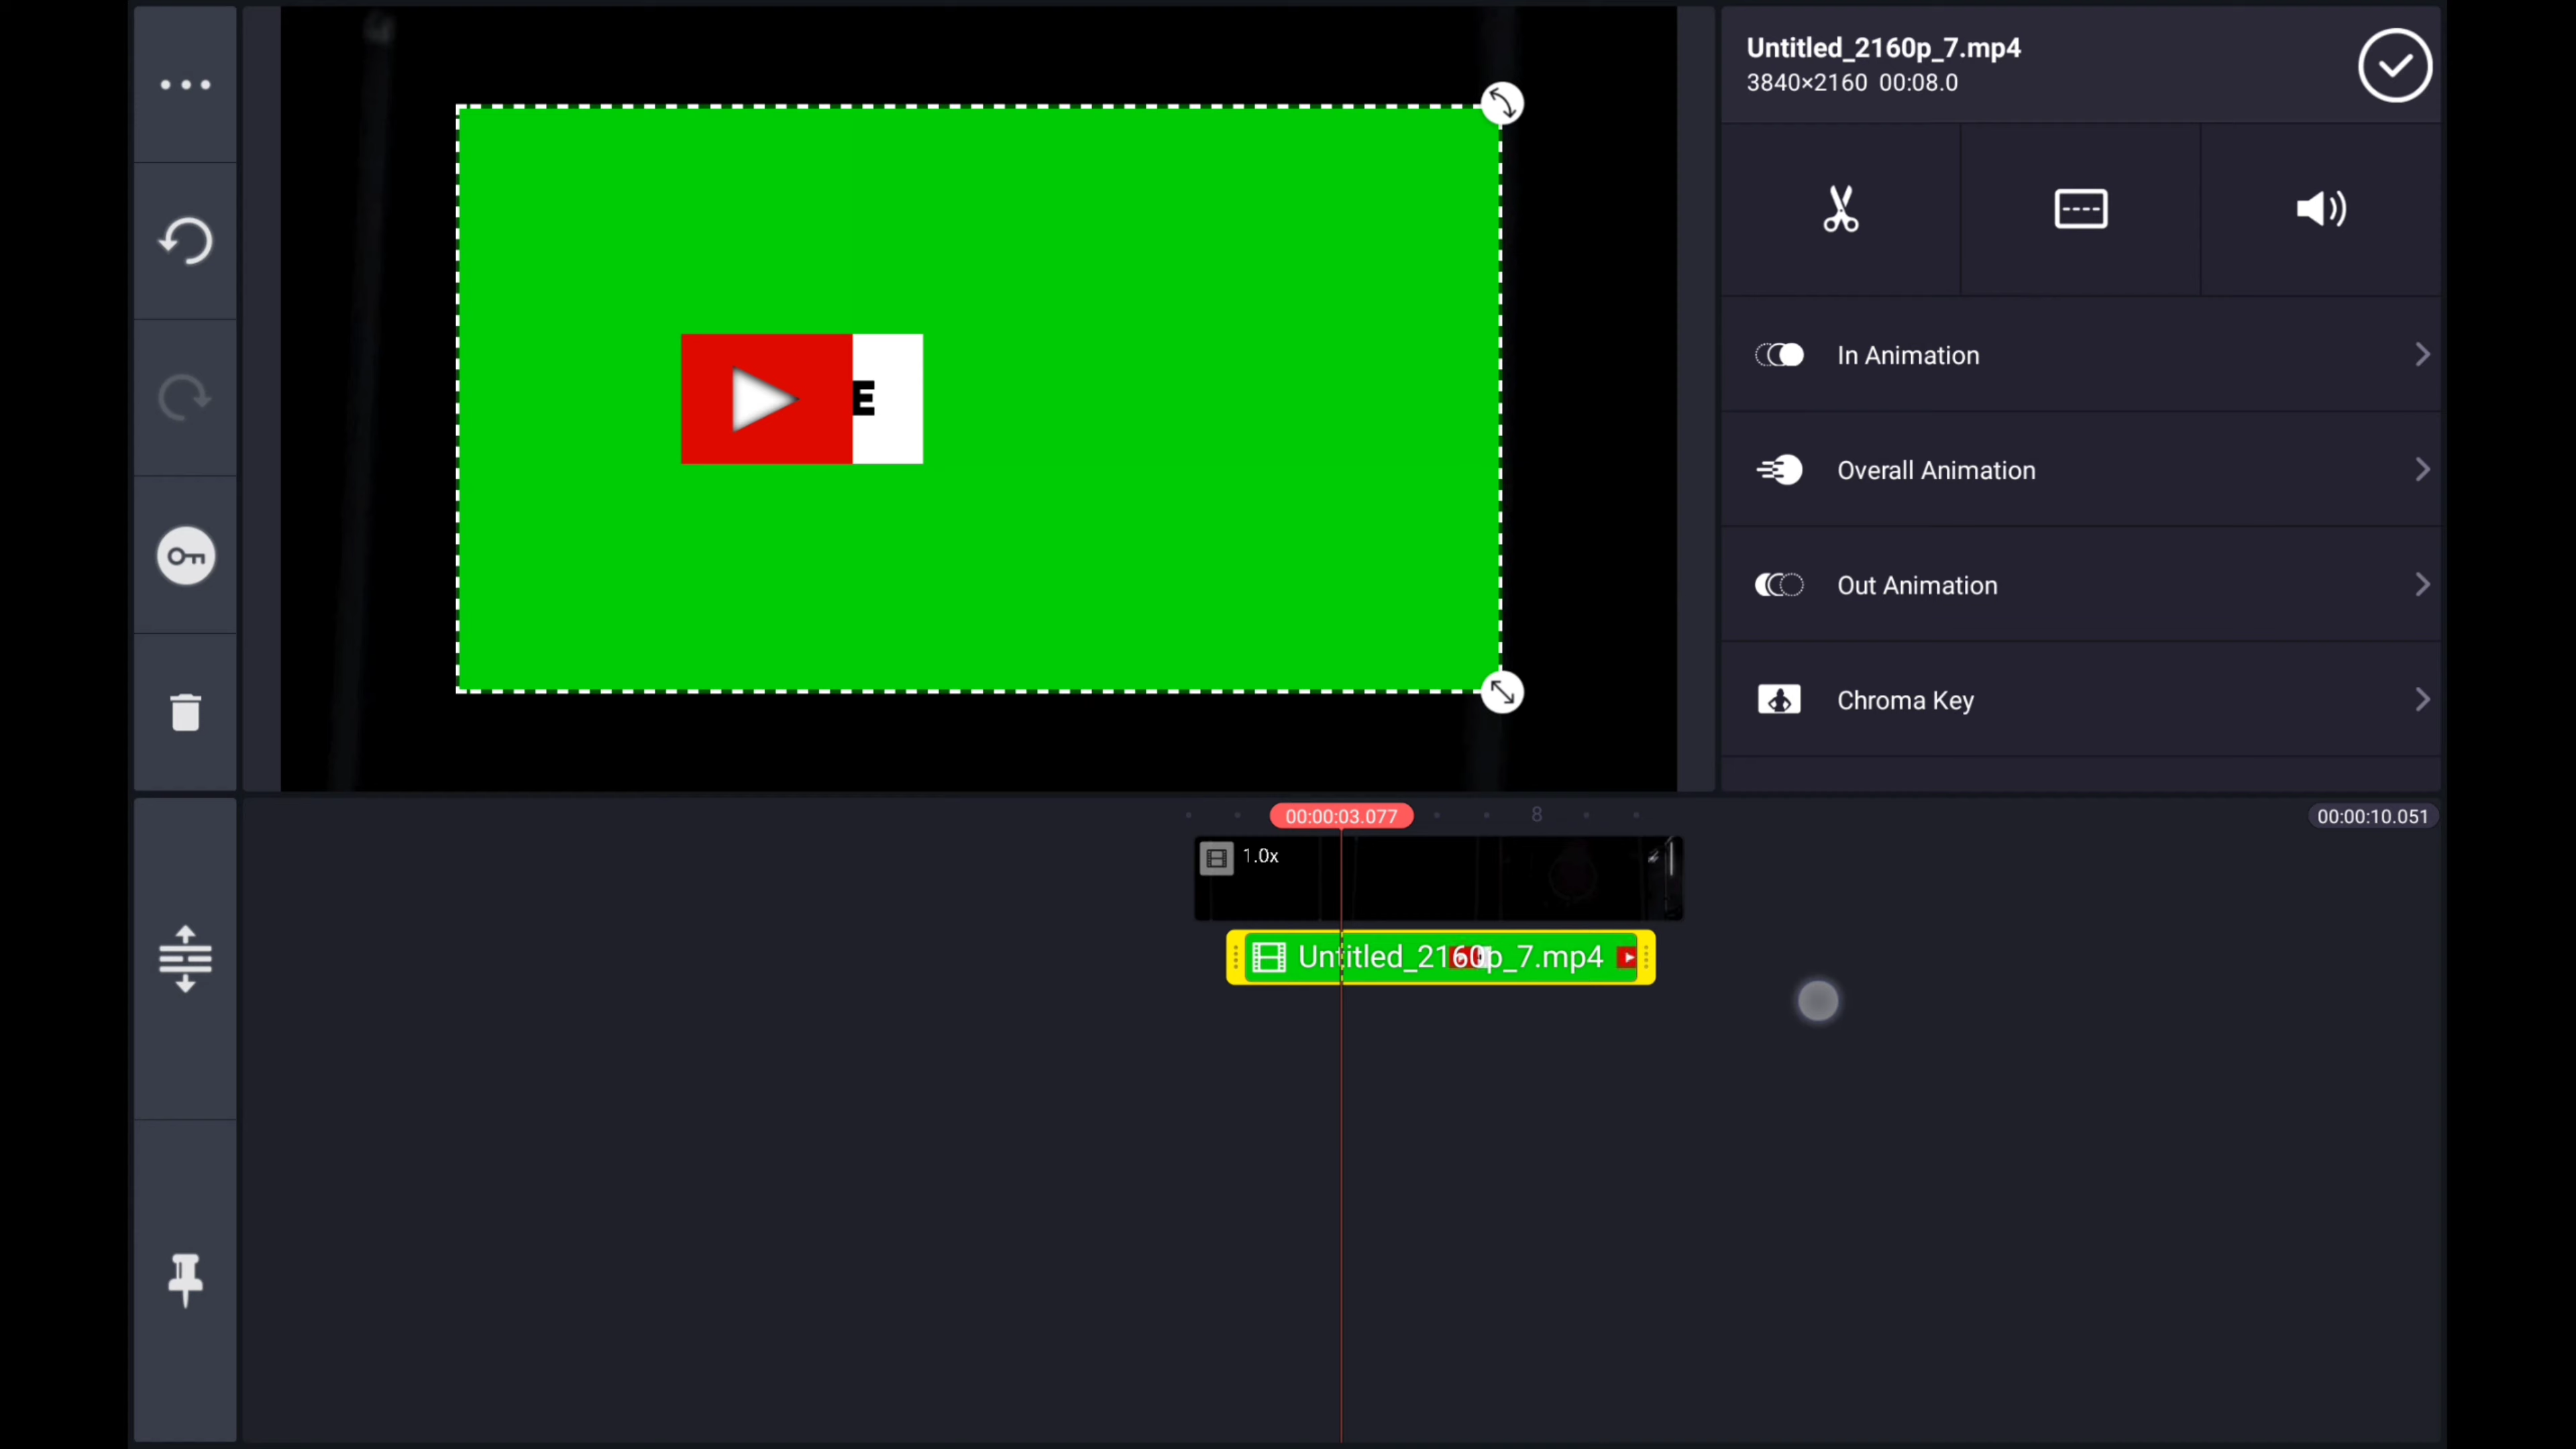 Untitled_2160p_7.mp4
3840×2160 00:08.0
E
In Animation
Overall Animation
Out Animation
Chroma Key
00:00:03.077
8
00:00:10.051
1.0x
Untitled_2160p_7.mp4